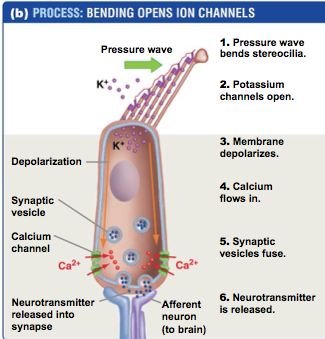 (b) PROCESS: BENDING OPENS ION CHANNELS
Pressure wave
K+
K+
Depolarization
Synaptic
vesicle
Calcium
channel
Ca2+
Ca2+
Neurotransmitter
released into
synapse
Afferent
neuron
(to brain)
1. Pressure wave
bends stereocilia.
2. Potassium
channels open.
3. Membrane
depolarizes.
4. Calcium
flows in.
5. Synaptic
vesicles fuse.
6. Neurotransmitter
is released.